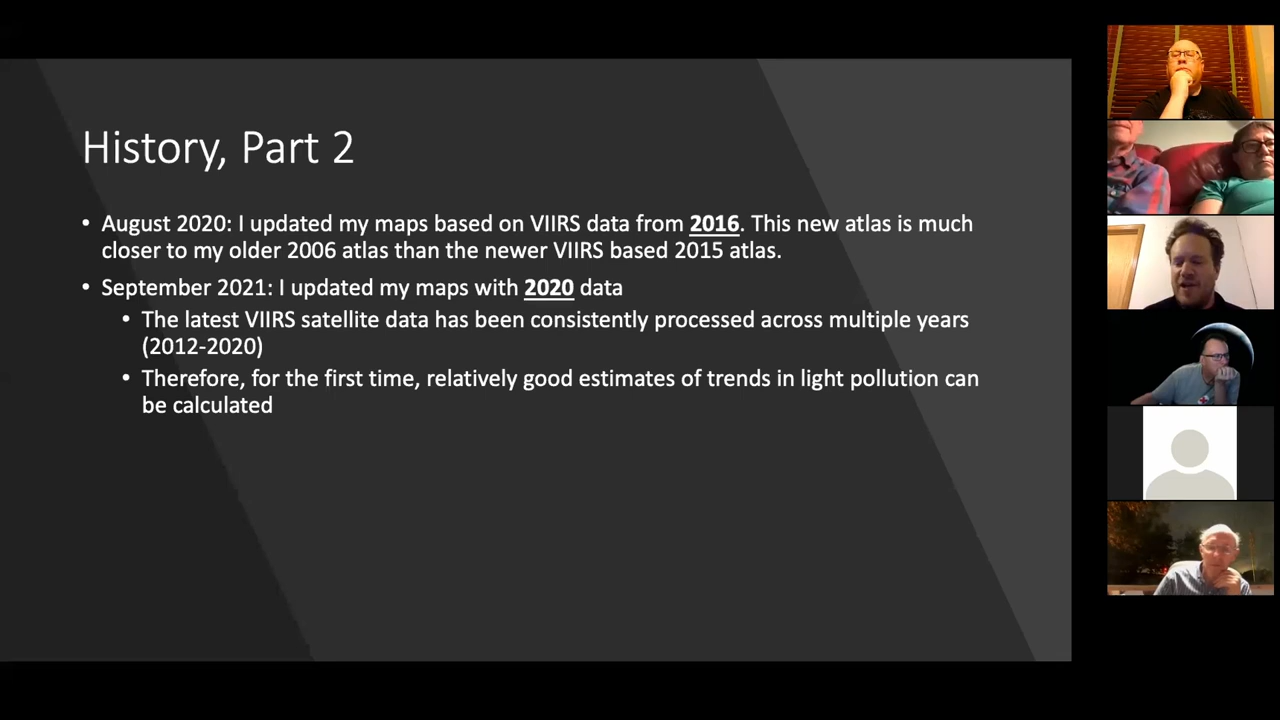 History, Part 2
• August 2020: I updated my maps based on VIIRS data from 2016. This new atlas is much
closer to my older 2006 atlas than the newer VIIRS based 2015 atlas.
• September 2021: I updated my maps with 2020 data
• The latest VIIRS satellite data has been consistently processed across multiple years
(2012-2020)
• Therefore, for the first time, relatively good estimates of trends in light pollution can
be calculated